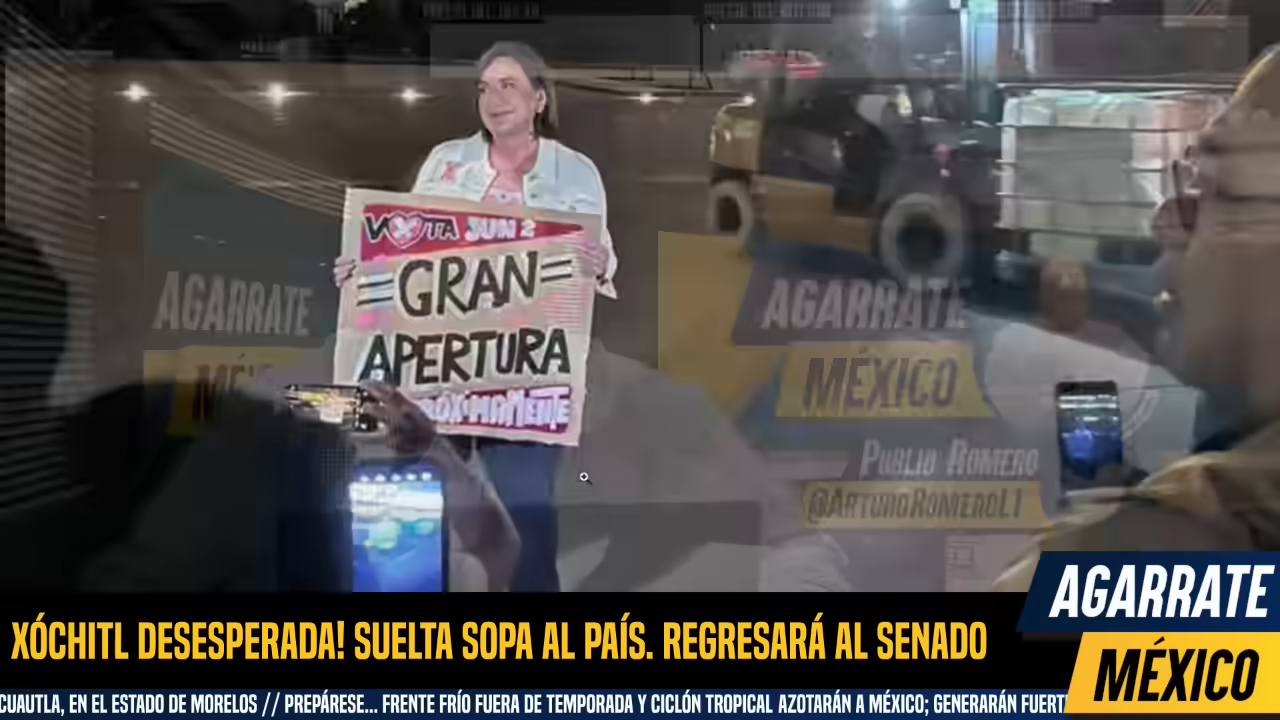 VOTA JUN 2
GRAN
APERTURA
AGARRATE
AGARRATE
MÉXICO
PUBLIO ROMERO
@ARTUROROMEROL1
AGARRATE
MÉXICO
XÓCHITL DESESPERADA! SUELTA SOPA AL PAÍS. REGRESARÁ AL SENADO
CUAUTLA, EN EL ESTADO DE MORELOS // PREPÁRESE... FRENTE FRÍO FUERA DE TEMPORADA Y CICLÓN TROPICAL AZOTARÁN A MÉXICO; GENERARÁN FUERT